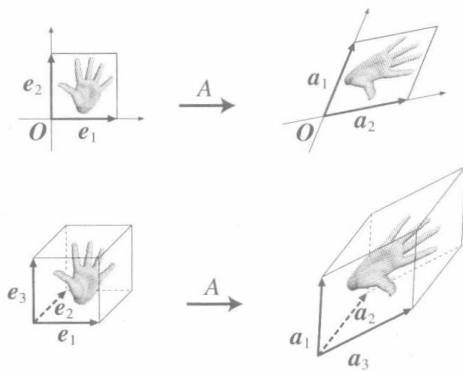 e₂ A a₁
O e₁ O a₂
e₃ e₂ e₁ A a₁ a₂ a₃